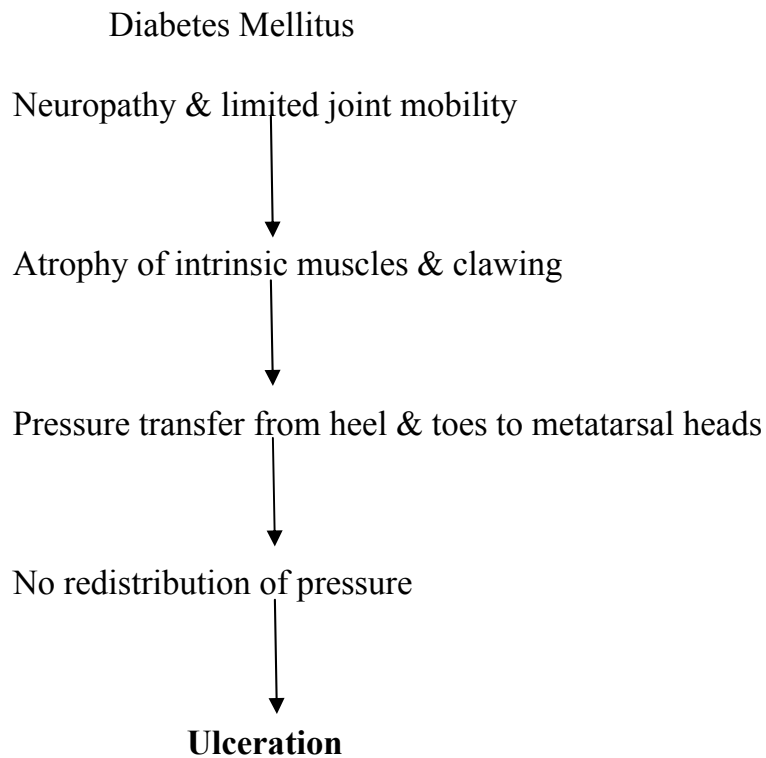 Diabetes Mellitus
Neuropathy & limited joint mobility
Atrophy of intrinsic muscles & clawing
Pressure transfer from heel & toes to metatarsal heads
No redistribution of pressure
Ulceration